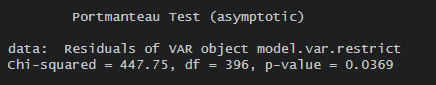 Portmanteau Test (asymptotic)
data:  Residuals of VAR object model.var.restrict
Chi-squared = 447.75, df = 396, p-value = 0.0369